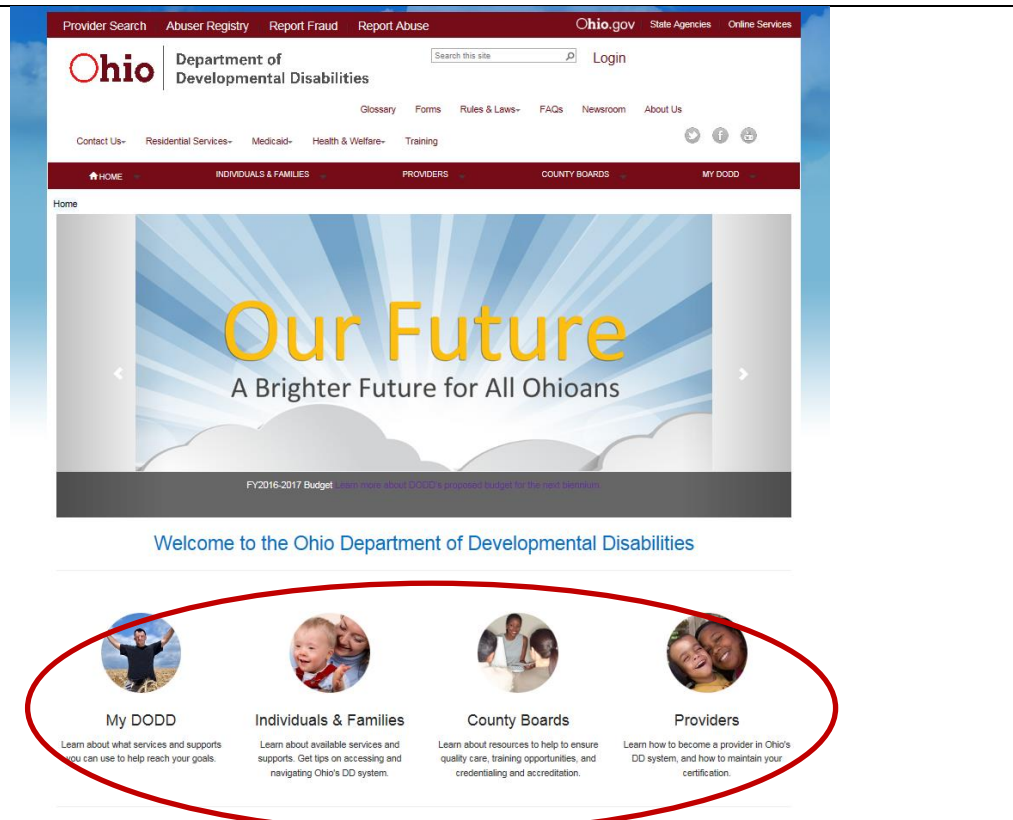 Provider Search Abuser Registry Report Fraud Report Abuse Ohio.gov State Agencies Online Services
Ohio Department of
Developmental Disabilities
Search this site Login
Glossary Forms Rules & Laws FAQs Newsroom About Us
Contact Us Residential Services Medicaid Health & Welfare Training
HOME INDIVIDUALS & FAMILIES PROVIDERS COUNTY BOARDS MY DODD
Home
Our Future
A Brighter Future for All Ohioans
FY2016-2017 Budget Learn more about DODD's proposed budget for the next biennium
Welcome to the Ohio Department of Developmental Disabilities
My DODD
Learn about what services and supports
you can use to help reach your goals.
Individuals & Families
Learn about available services and
supports. Get tips on accessing and
navigating Ohio's DD system.
County Boards
Learn about resources to help to ensure
quality care, training opportunities, and
credentialing and accreditation.
Providers
Learn how to become a provider in Ohio's
DD system, and how to maintain your
certification.